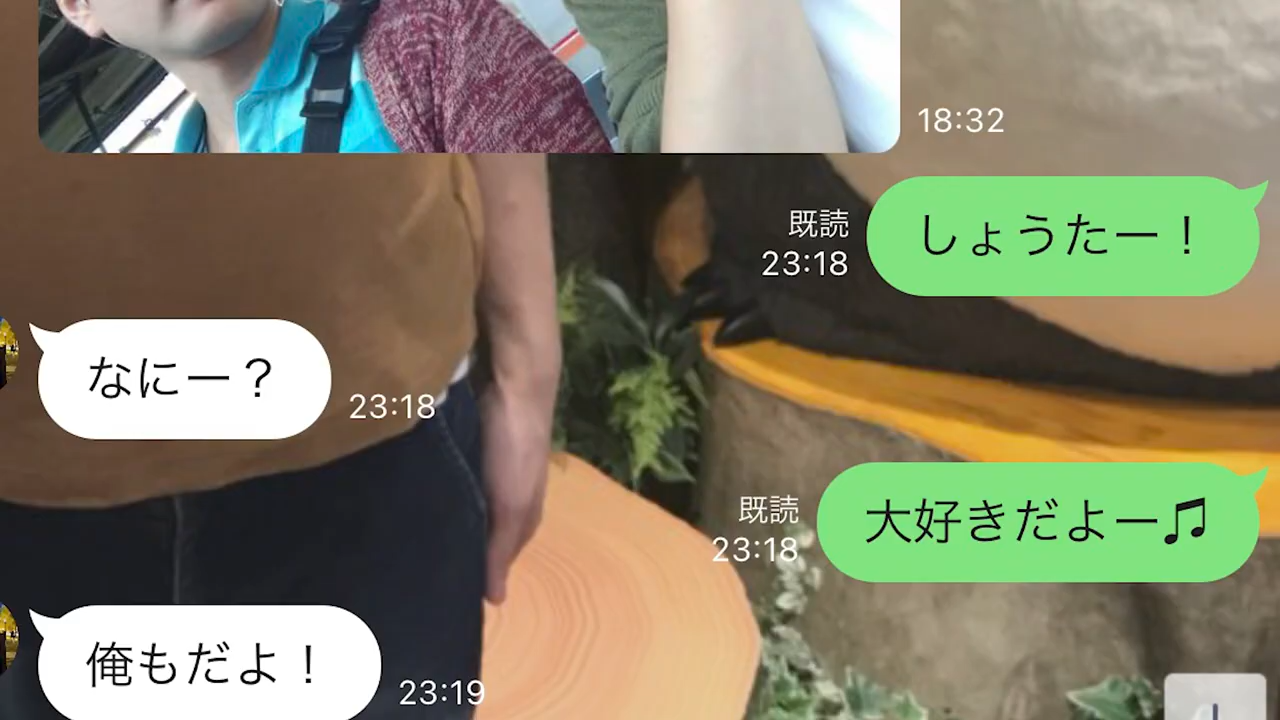 18:32
しょうたー！
既読
23:18
なにー？
23:18
大好きだよー♫
既読
23:18
俺もだよ！
23:19